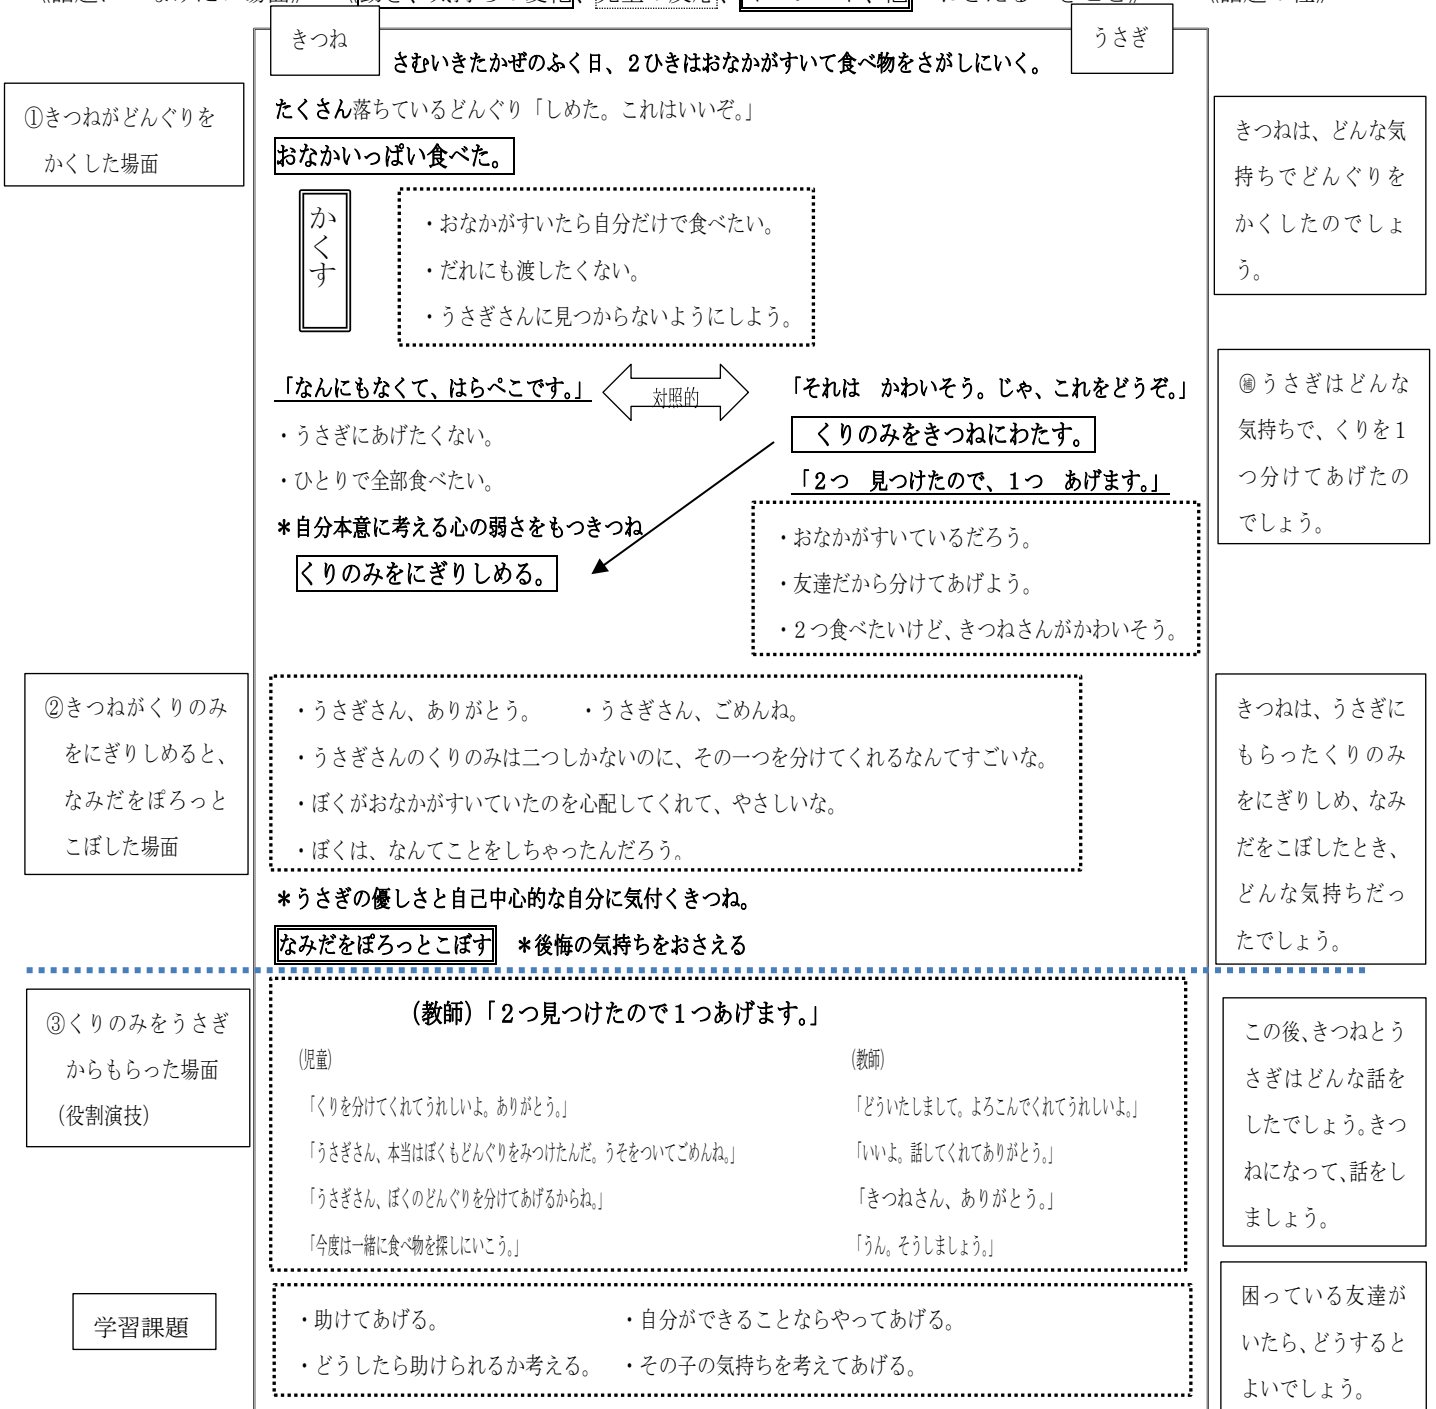 きつね
うさぎ
さむいきたかぜのふく日、２ひきはおなかがすいて食べ物をさがしにいく。
①きつねがどんぐりを
かくした場面
たくさん落ちているどんぐり「しめた。これはいいぞ。」
おなかいっぱい食べた。
かくす
・おなかがすいたら自分だけで食べたい。
・だれにも渡したくない。
・うさぎさんに見つからないようにしよう。
きつねは、どんな気
持ちでどんぐりを
かくしたのでしょ
う。
「なんにもなくて、はらぺこです。」
対照的
「それは　かわいそう。じゃ、これをどうぞ。」
・うさぎにあげたくない。
・ひとりで全部食べたい。
＊自分本意に考える心の弱さをもつきつね
くりのみをにぎりしめる。
くりのみをきつねにわたす。
「２つ　見つけたので、１つ　あげます。」
・おなかがすいているだろう。
・友達だから分けてあげよう。
・２つ食べたいけど、きつねさんがかわいそう。
㊝うさぎはどんな
気持ちで、くりを１
つ分けてあげたの
でしょう。
②きつねがくりのみ
をにぎりしめると、
なみだをぽろっと
こぼした場面
・うさぎさん、ありがとう。　・うさぎさん、ごめんね。
・うさぎさんのくりのみは二つしかないのに、その一つを分けてくれるなんてすごいな。
・ぼくがおなかがすいていたのを心配してくれて、やさしいな。
・ぼくは、なんてことをしちゃったんだろう。
＊うさぎの優しさと自己中心的な自分に気付くきつね。
なみだをぽろっとこぼす　＊後悔の気持ちをおさえる
きつねは、うさぎに
もらったくりのみ
をにぎりしめ、なみ
だをこぼしたとき、
どんな気持ちだっ
たでしょう。
③くりのみをうさぎ
からもらった場面
（役割演技）
（教師）「２つ見つけたので１つあげます。」
（児童）
（教師）
「くりを分けてくれてうれしいよ。ありがとう。」
「どういたしまして。よろこんでくれてうれしいよ。」
「うさぎさん、本当はぼくもどんぐりをみつけたんだ。うそをついてごめんね。」
「いいよ。話してくれてありがとう。」
「うさぎさん、ぼくのどんぐりを分けてあげるからね。」
「きつねさん、ありがとう。」
「今度は一緒に食べ物を探しにいこう。」
「うん。そうしましょう。」
この後、きつねとう
さぎはどんな話を
したでしょう。きつ
ねになって、話をし
ましょう。
学習課題
・助けてあげる。　・自分ができることならやってあげる。
・どうしたら助けられるか考える。　・その子の気持ちを考えてあげる。
困っている友達が
いたら、どうすると
よいでしょう。